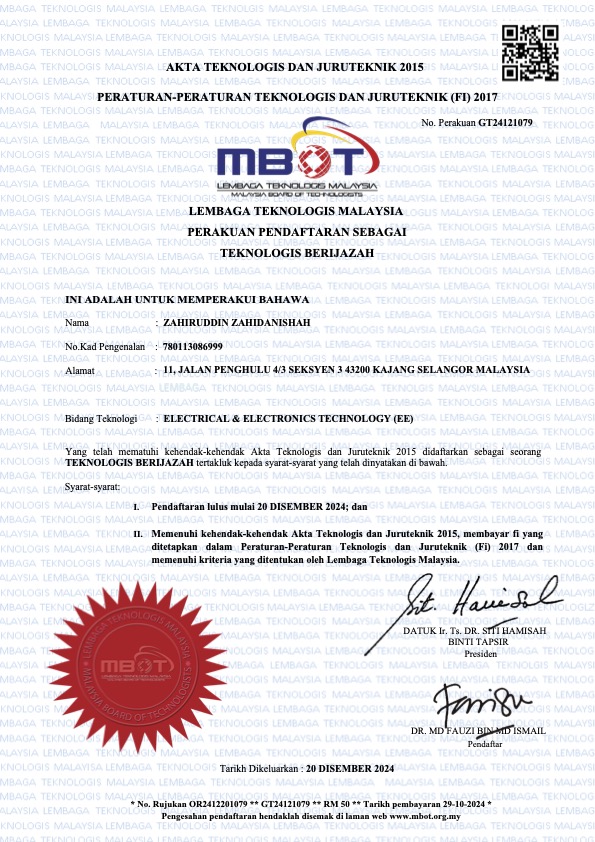 AKTA TEKNOLOGIS DAN JURUTEKNIK 2015
PERATURAN-PERATURAN TEKNOLOGIS DAN JURUTEKNIK (FI) 2017
No. Perakuan GT24121079
MBOT
LEMBAGA TEKNOLOGIS MALAYSIA
MALAYSIA BOARD OF TECHNOLOGISTS
LEMBAGA TEKNOLOGIS MALAYSIA
PERAKUAN PENDAFTARAN SEBAGAI
TEKNOLOGIS BERIJAZAH
INI ADALAH UNTUK MEMPERAKUI BAHAWA
Nama : ZAHIRUDDIN ZAHIDANISHAH
No.Kad Pengenalan : 780113086999
Alamat : 11, JALAN PENGHULU 4/3 SEKSYEN 3 43200 KAJANG SELANGOR MALAYSIA
Bidang Teknologi : ELECTRICAL & ELECTRONICS TECHNOLOGY (EE)
Yang telah mematuhi kehendak-kehendak Akta Teknologis dan Juruteknik 2015 didaftarkan sebagai seorang
TEKNOLOGIS BERIJAZAH tertakluk kepada syarat-syarat yang telah dinyatakan di bawah.
Syarat-syarat:
I. Pendaftaran lulus mulai 20 DISEMBER 2024; dan
II. Memenuhi kehendak-kehendak Akta Teknologis dan Juruteknik 2015, membayar fi yang
ditetapkan dalam Peraturan-Peraturan Teknologis dan Juruteknik (Fi) 2017 dan
memenuhi kriteria yang ditentukan oleh Lembaga Teknologis Malaysia.
DATUK Ir. Ts. DR. SITI HAMISAH
BINTI TAPSIR
Presiden
LEMBAGA TEKNOLOGIS MALAYSIA
MBOT
MALAYSIA BOARD OF TECHNOLOGISTS
DR. MD FAUZI BIN MD ISMAIL
Pendaftar
Tarikh Dikeluarkan : 20 DISEMBER 2024
* No. Rujukan OR2412201079 ** GT24121079 ** RM 50 ** Tarikh pembayaran 29-10-2024 *
Pengesahan pendaftaran hendaklah disemak di laman web www.mbot.org.my